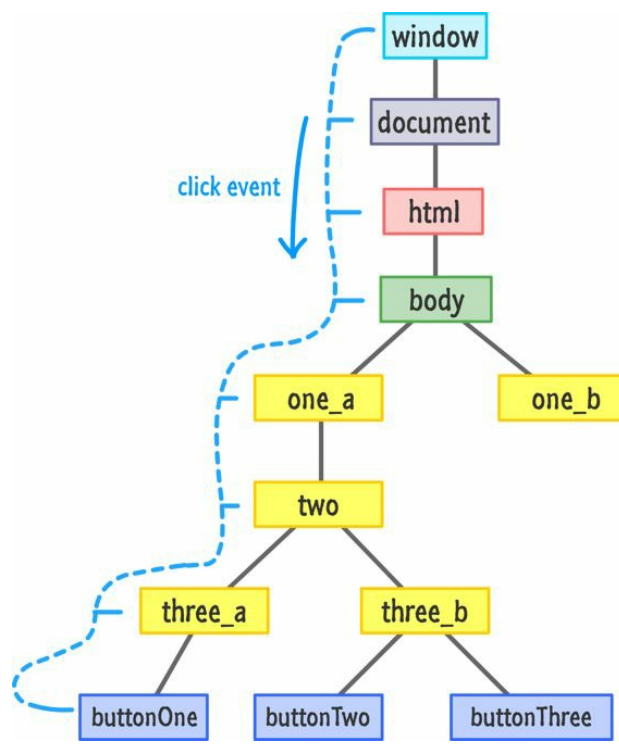 window
document
click event
html
body
one_a
one_b
two
three_a
three_b
buttonOne
buttonTwo
buttonThree